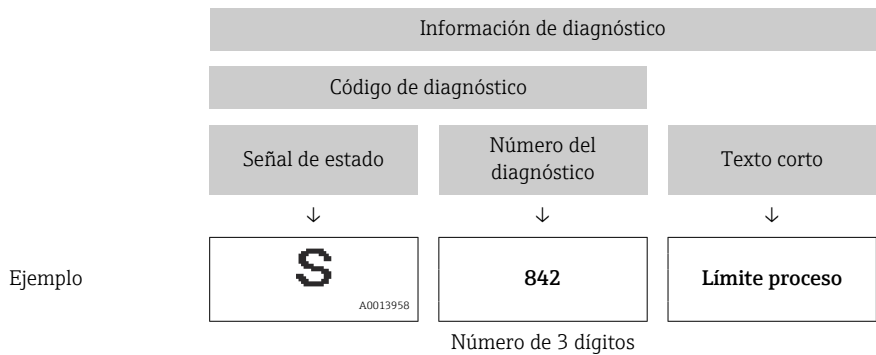 Información de diagnóstico
Código de diagnóstico
Señal de estado
Número del
diagnóstico
Texto corto
↓ ↓ ↓
Ejemplo
S
A0013958
842
Límite proceso
Número de 3 dígitos